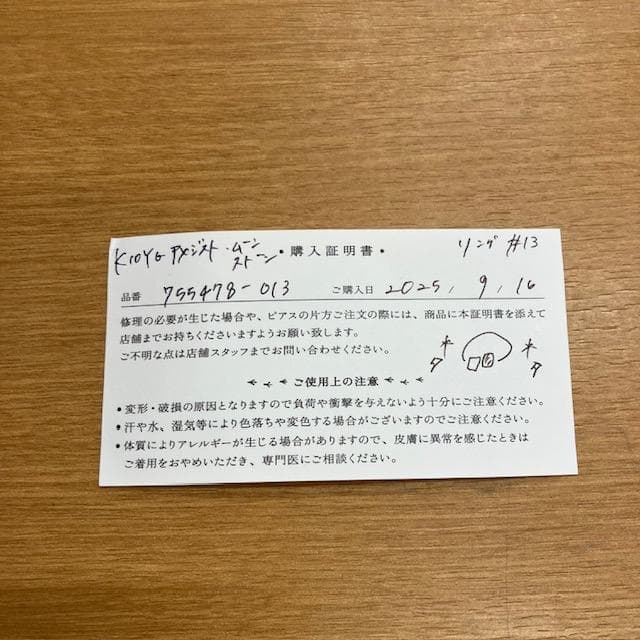 K10YG アメジスト・ムーンストーン •購入証明書• リング #13
品番 755478-013 ご購入日 2025, 9, 16
修理の必要が生じた場合や、ピアスの片方ご注文の際には、商品に本証明書を添えて
店舗までお持ちくださいますようお願い致します。
ご不明な点は店舗スタッフまでお問い合わせください。
ご使用上の注意
•変形・破損の原因となりますので負荷や衝撃を与えないよう十分にご注意ください。
•汗や水、湿気等により色落ちや変色する場合がございますのでご注意ください。
•体質によりアレルギーが生じる場合がありますので、皮膚に異常を感じたときは
ご着用をおやめいただき、専門医にご相談ください。